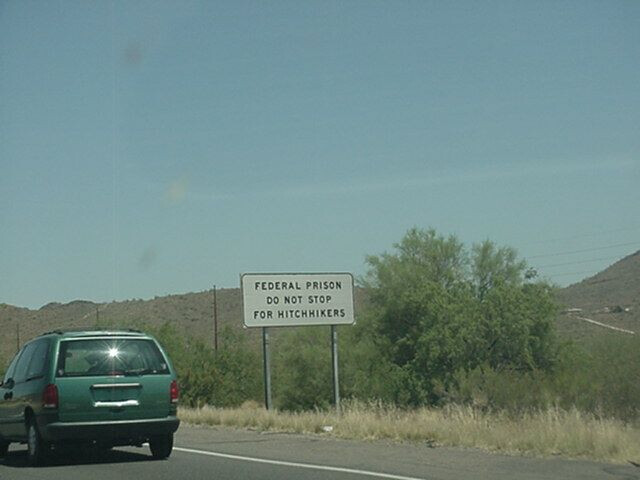 FEDERAL PRISON
DO NOT STOP
FOR HITCHHIKERS